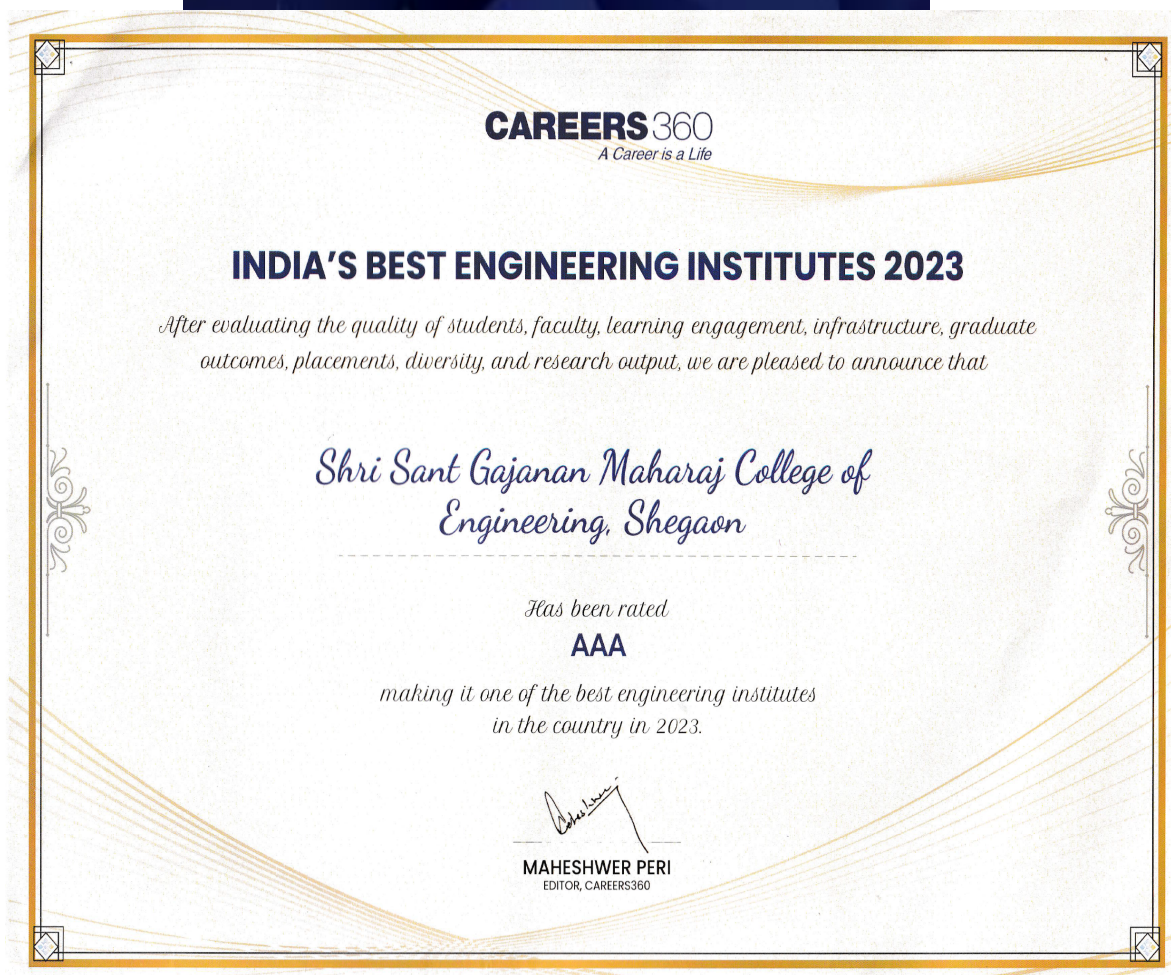 CAREERS360
A Career is a Life
INDIA'S BEST ENGINEERING INSTITUTES 2023
After evaluating the quality of students, faculty, learning engagement, infrastructure, graduate
outcomes, placements, diversity, and research output, we are pleased to announce that
Shri Sant Gajanan Maharaj College of
Engineering, Shegaon
Has been rated
AAA
making it one of the best engineering institutes
in the country in 2023.
MAHESHWER PERI
EDITOR, CAREERS360